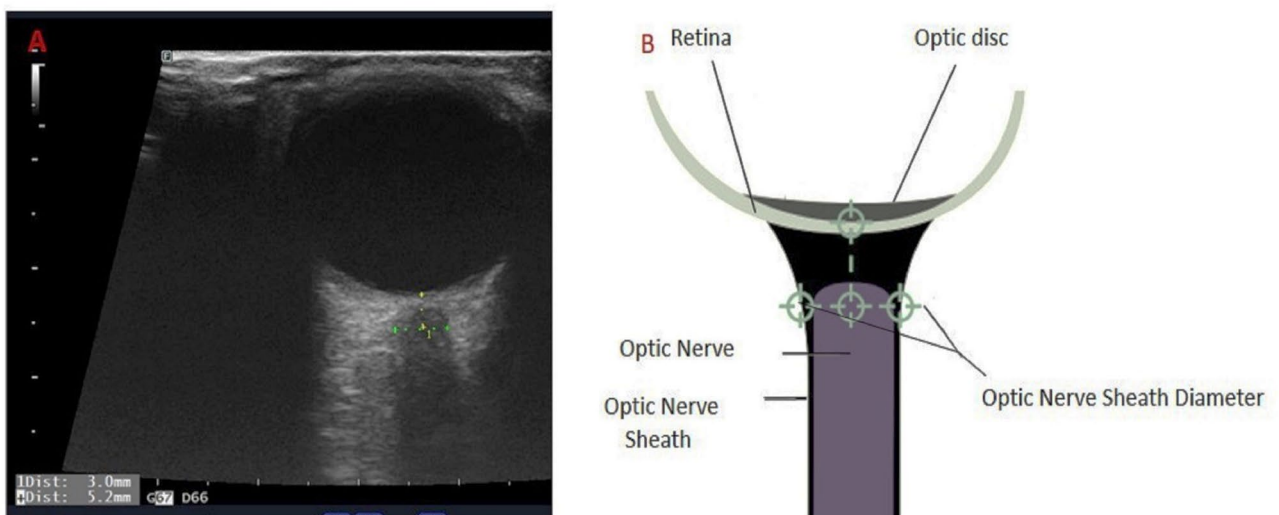 A
1Dist: 3.0mm
+Dist: 5.2mm
G67 D66
1
B
Retina
Optic disc
Optic Nerve
Optic Nerve
Sheath
Optic Nerve Sheath Diameter